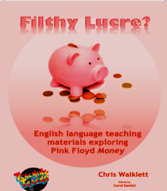 Filthy Lucre?
English language teaching
materials exploring
Pink Floyd Money
Chris Walklett